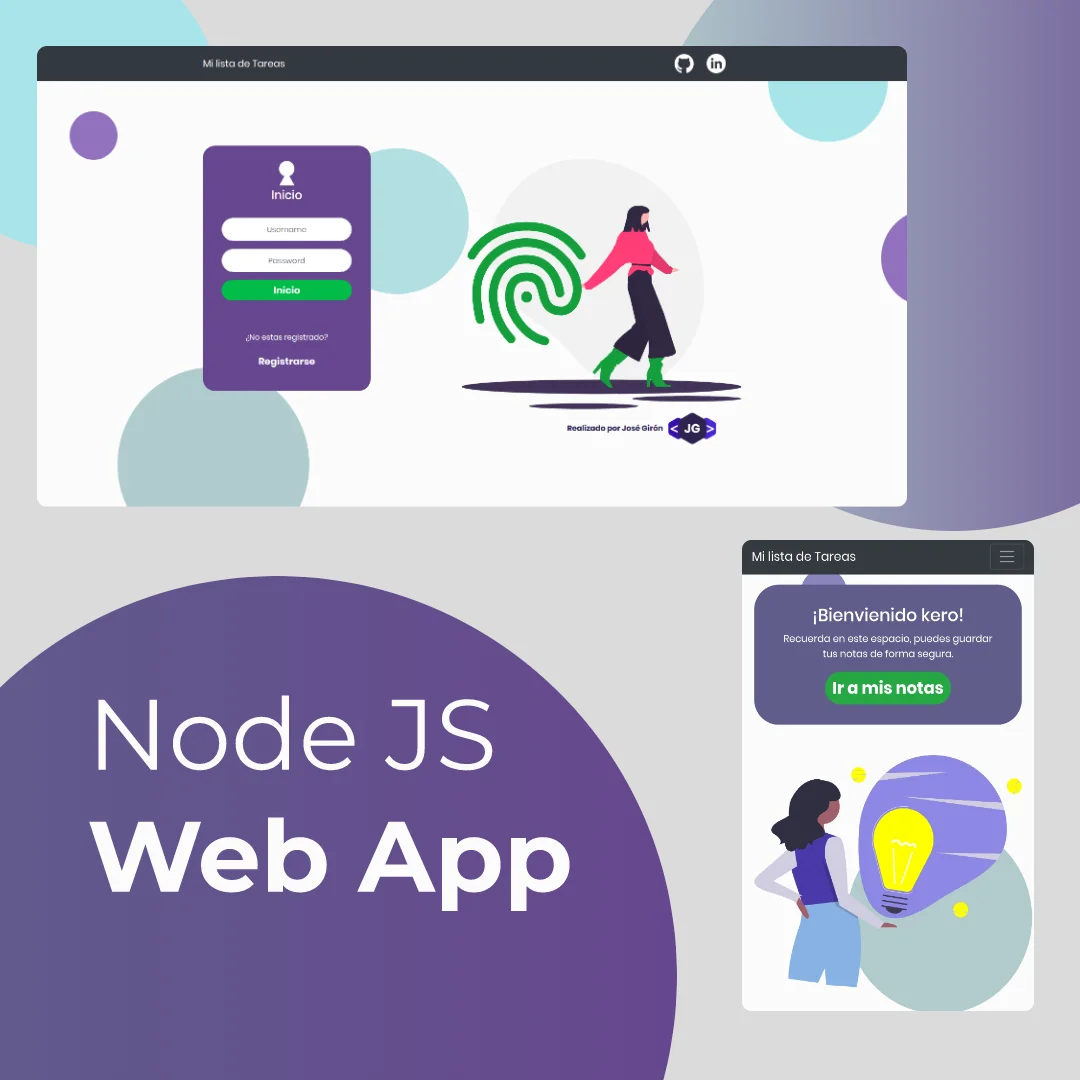 Mi lista de Tareas
in
Inicio
Username
Password
Inicio
¿No estas registrado?
Registrarse
Realizado por José Girón
< JG >
Mi lista de Tareas
¡Bienvienido kero!
Recuerda en este espacio, puedes guardar
tus notas de forma segura.
Ir a mis notas
Node JS
Web App